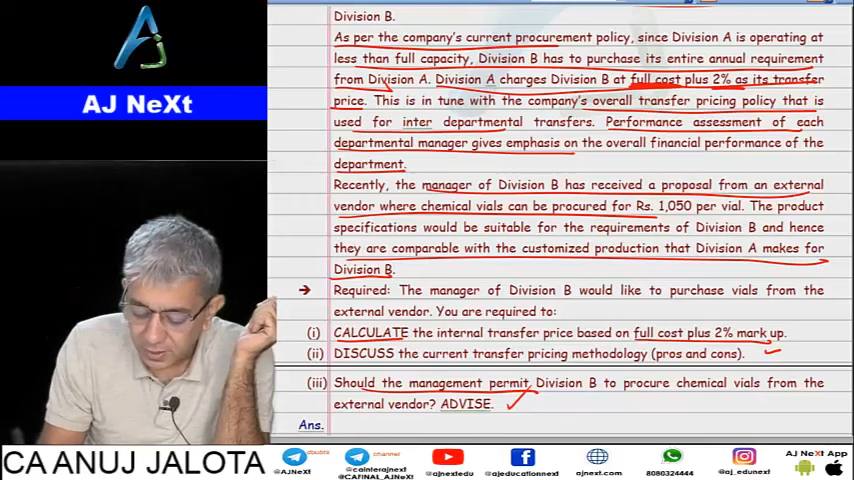 AJ NeXt
CA ANUJ JALOTA
Division B.
As per the company's current procurement policy, since Division A is operating at
less than full capacity, Division B has to purchase its entire annual requirement
from Division A. Division A charges Division B at full cost plus 2% as its transfer
price. This is in tune with the company's overall transfer pricing policy that is
used for inter departmental transfers. Performance assessment of each
departmental manager gives emphasis on the overall financial performance of the
department.
Recently, the manager of Division B has received a proposal from an external
vendor where chemical vials can be procured for Rs. 1,050 per vial. The product
specifications would be suitable for the requirements of Division B and hence
they are comparable with the customized production that Division A makes for
Division B.
→ Required: The manager of Division B would like to purchase vials from the
external vendor. You are required to:
(i) CALCULATE the internal transfer price based on full cost plus 2% mark up.
(ii) DISCUSS the current transfer pricing methodology (pros and cons).
(iii) Should the management permit Division B to procure chemical vials from the
external vendor? ADVISE.
Ans.
doubts
@AJNeXt
channel
@cainterajnext
@CAFINAL_AJNeXt
@ajnextedu
@ajeducationnext
ajnext.com
8080324444
@aj_edunext
AJ NeXt App